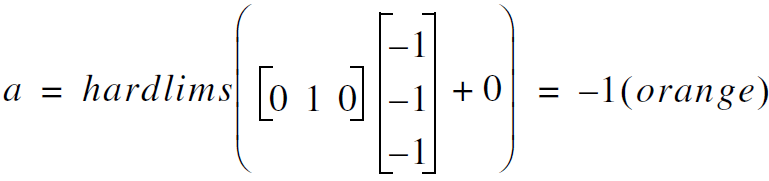 a = hardlims([0 1 0][–1 –1 –1] + 0) = –1(orange)